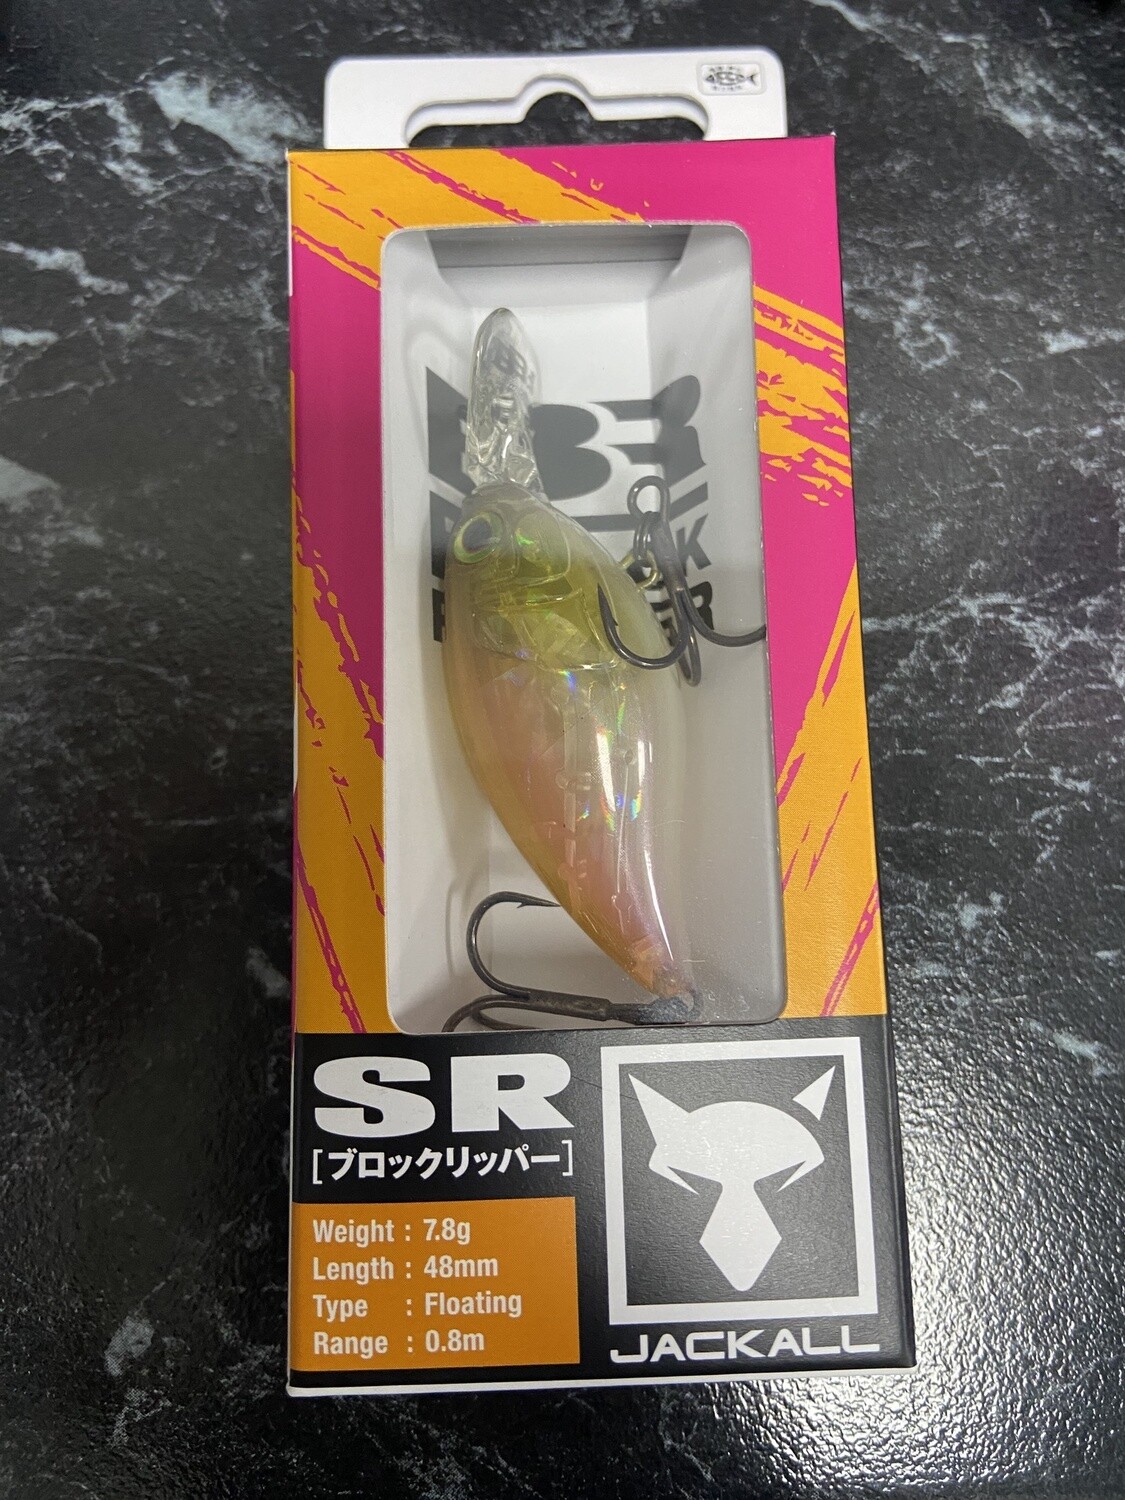 SR
[ブロックリッパー]
Weight : 7.8g
Length : 48mm
Type : Floating
Range : 0.8m
JACKALL